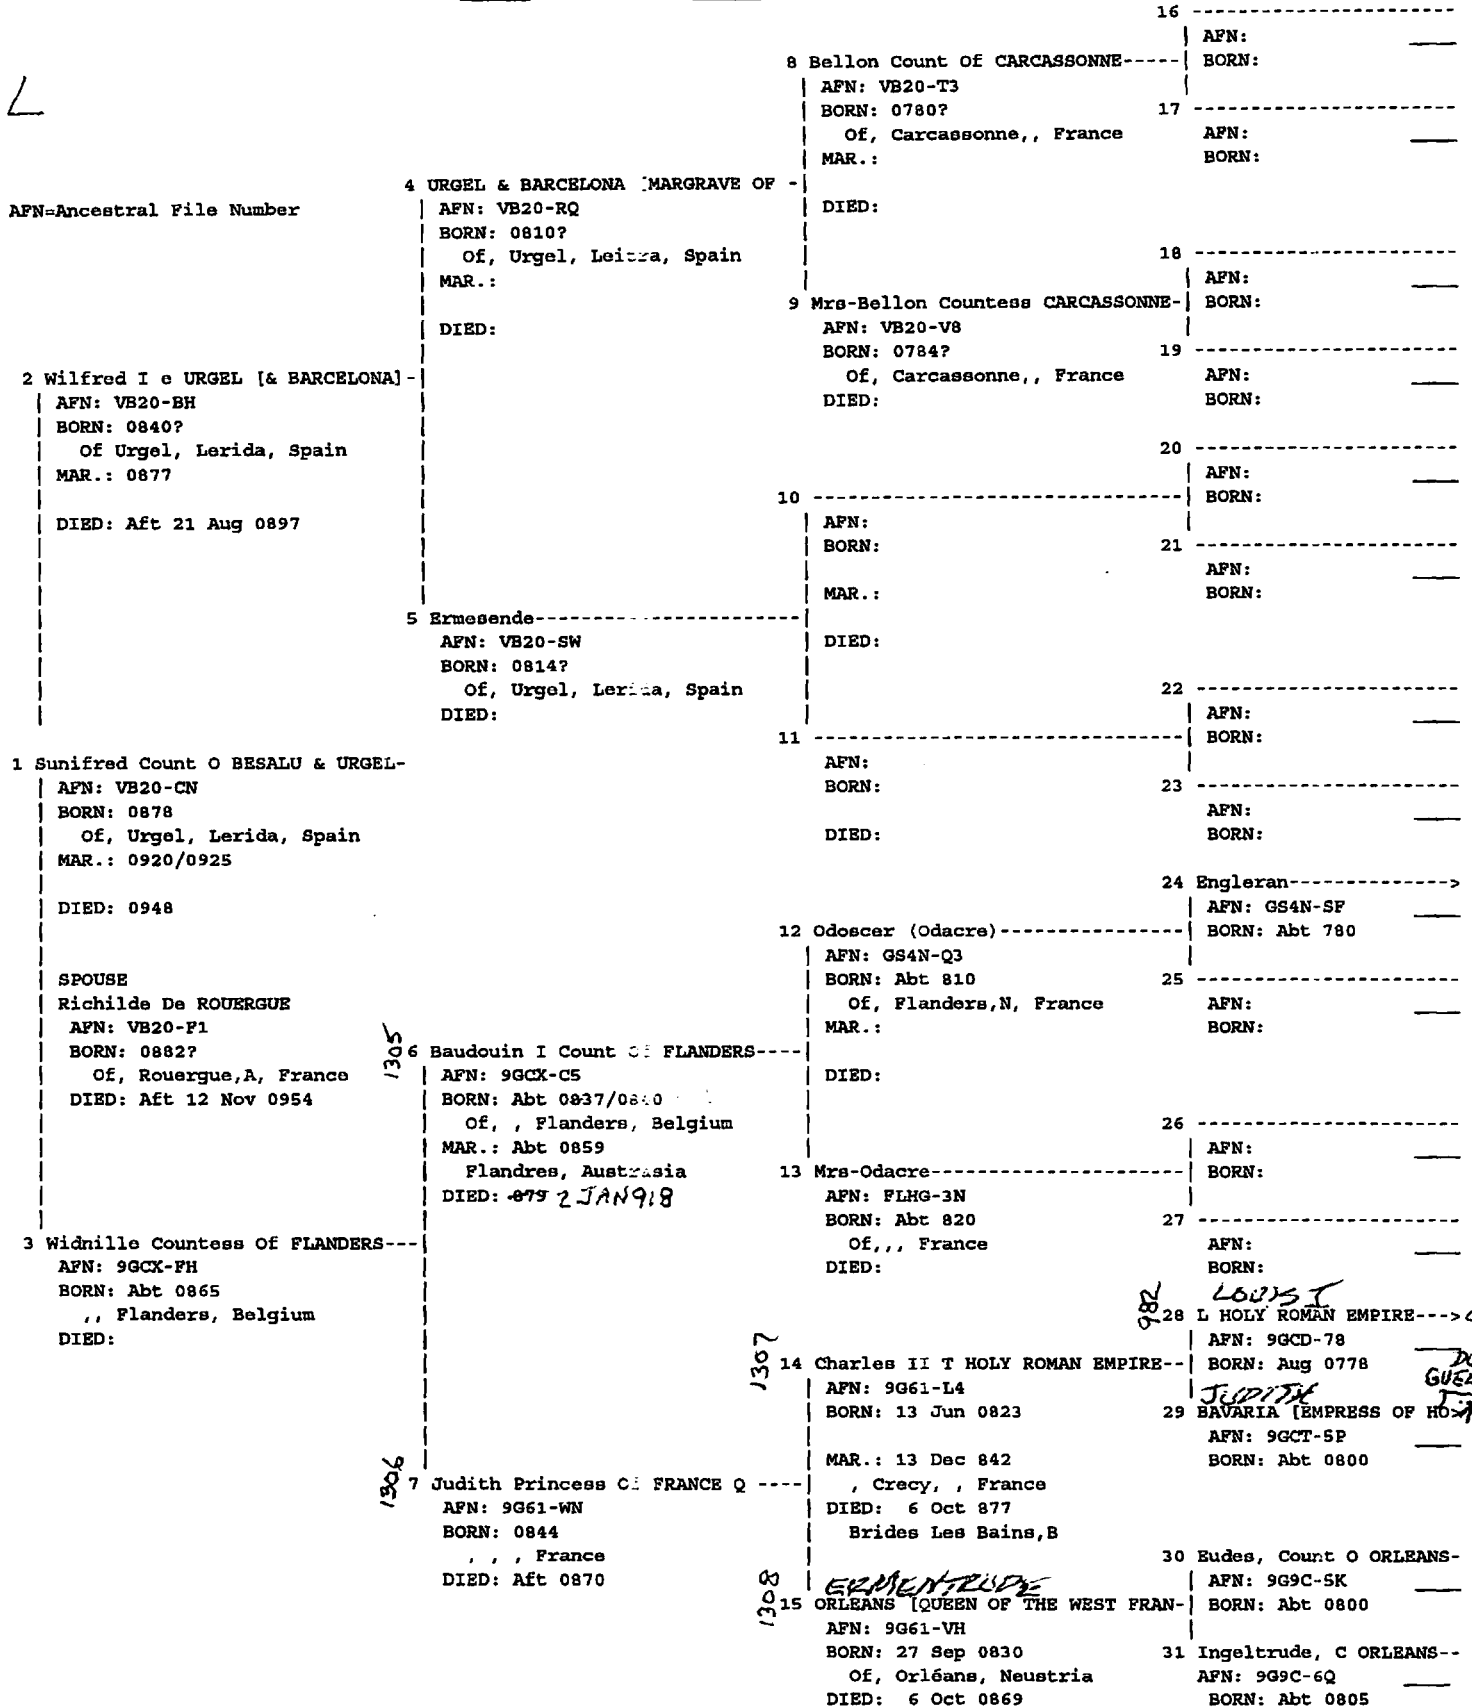 L
AFN=Ancestral File Number
1 Sunifred Count O BESALU & URGEL-
AFN: VB20-CN
BORN: 0878
Of, Urgel, Lerida, Spain
MAR.: 0920/0925
DIED: 0948
SPOUSE
Richilde De ROUERGUE
AFN: VB20-F1
BORN: 0882?
Of, Rouergue,A, France
DIED: Aft 12 Nov 0954
2 Wilfred I e URGEL [& BARCELONA]-
AFN: VB20-BH
BORN: 0840?
Of Urgel, Lerida, Spain
MAR.: 0877
DIED: Aft 21 Aug 0897
3 Widnille Countess Of FLANDERS---
AFN: 9GCX-FH
BORN: Abt 0865
,, Flanders, Belgium
DIED:
4 URGEL & BARCELONA [MARGRAVE OF -
AFN: VB20-RQ
BORN: 0810?
Of, Urgel, Spain
MAR.:
DIED:
5 Ermesende-----------------------
AFN: VB20-SW
BORN: 0814?
Of, Urgel, Spain
DIED:
1305
6 Baudouin I Count FLANDERS----
AFN: 9GCX-C5
BORN: Abt
Of, , Flanders, Belgium
MAR.: Abt 0859
Flandres, Austrasia
DIED: 879 2 JAN 918
1306
7 Judith Princess FRANCE Q ----
AFN: 9G61-WN
BORN: 0844
, , , France
DIED: Aft 0870
8 Bellon Count Of CARCASSONNE-----
AFN: VB20-T3
BORN: 0780?
Of, Carcassonne,, France
MAR.:
DIED:
9 Mrs-Bellon Countess CARCASSONNE-
AFN: VB20-V8
BORN: 0784?
Of, Carcassonne,, France
DIED:
10 -------------------------------
AFN:
BORN:
MAR.:
DIED:
11 -------------------------------
AFN:
BORN:
DIED:
12 Odoscer (Odacre)---------------
AFN: GS4N-Q3
BORN: Abt 810
Of, Flanders,N, France
MAR.:
DIED:
13 Mrs-Odacre---------------------
AFN: FLHG-3N
BORN: Abt 820
Of,,, France
DIED:
1307
14 Charles II T HOLY ROMAN EMPIRE--
AFN: 9G61-L4
BORN: 13 Jun 0823
MAR.: 13 Dec 842
, Crecy, , France
DIED: 6 Oct 877
Brides Les Bains,B
1308
ERMENTRUDE
15 ORLEANS [QUEEN OF THE WEST FRAN-
AFN: 9G61-VH
BORN: 27 Sep 0830
Of, Orléans, Neustria
DIED: 6 Oct 0869
16 ----------------------
AFN:
BORN:
17 ----------------------
AFN:
BORN:
18 ----------------------
AFN:
BORN:
19 ----------------------
AFN:
BORN:
20 ----------------------
AFN:
BORN:
21 ----------------------
AFN:
BORN:
22 ----------------------
AFN:
BORN:
23 ----------------------
AFN:
BORN:
24 Engleran-------------->
AFN: GS4N-SF
BORN: Abt 780
25 ----------------------
AFN:
BORN:
26 ----------------------
AFN:
BORN:
27 ----------------------
AFN:
BORN:
982
LOUIS I
28 L HOLY ROMAN EMPIRE--->
AFN: 9GCD-78
BORN: Aug 0778
JUDITH
29 BAVARIA [EMPRESS OF HO>
AFN: 9GCT-5P
BORN: Abt 0800
30 Eudes, Count O ORLEANS-
AFN: 9G9C-5K
BORN: Abt 0800
31 Ingeltrude, C ORLEANS--
AFN: 9G9C-6Q
BORN: Abt 0805